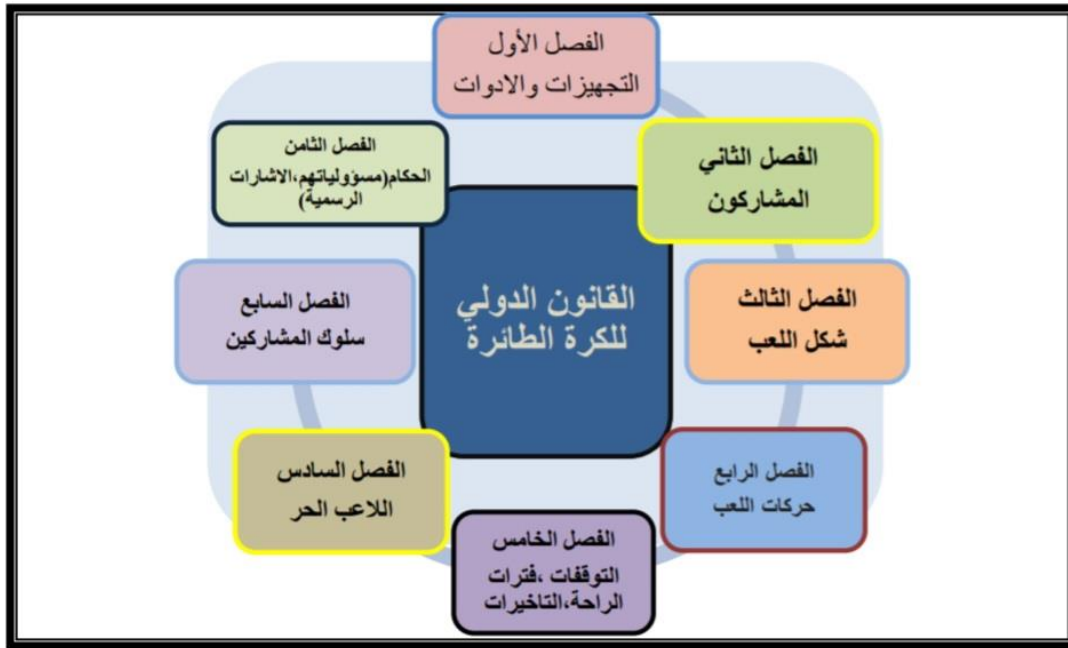 الفصل الأول
التجهيزات والادوات
الفصل الثاني
المشاركون
الفصل الثالث
شكل اللعب
الفصل الرابع
حركات اللعب
الفصل الخامس
التوقفات ،فترات
الراحة،التاخيرات
الفصل السادس
اللاعب الحر
الفصل السابع
سلوك المشاركين
الفصل الثامن
الحكام(مسؤولياتهم،الاشارات
الرسمية)
القانون الدولي
للكرة الطائرة